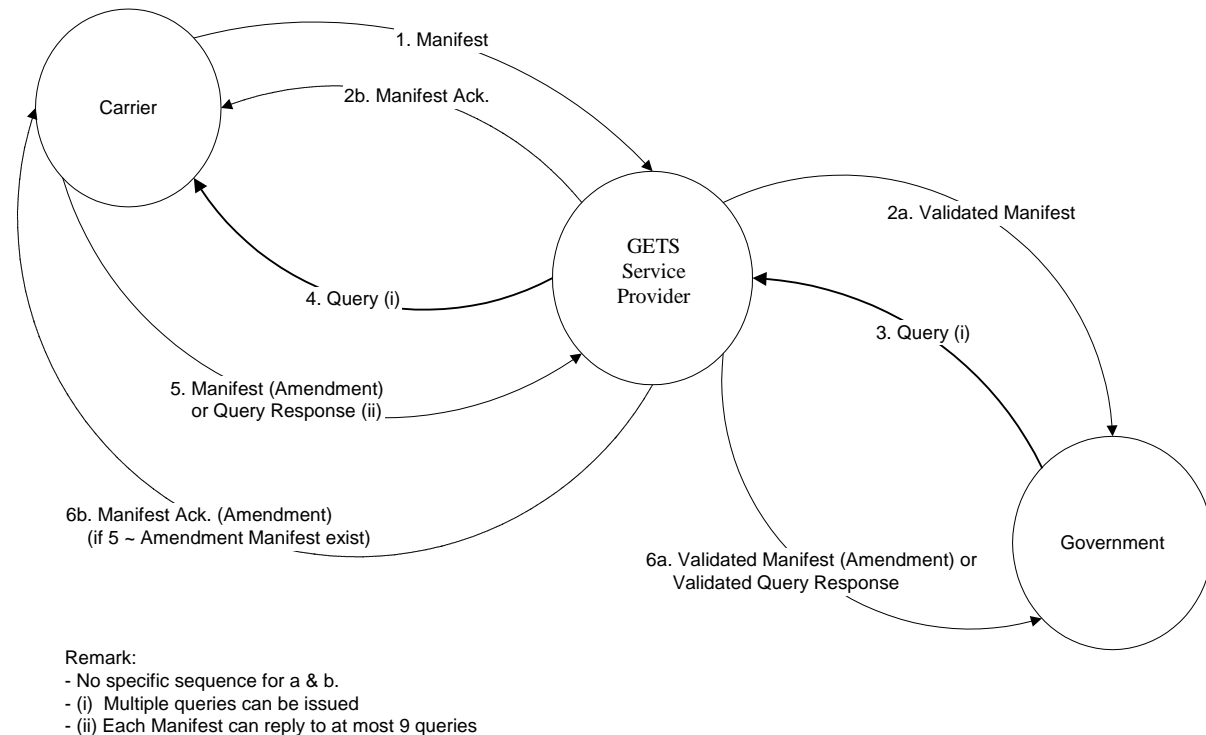 1. Manifest
2b. Manifest Ack.
Carrier
2a. Validated Manifest
GETS
Service
Provider
4. Query (i)
3. Query (i)
5. Manifest (Amendment)
or Query Response (ii)
6b. Manifest Ack. (Amendment)
(if 5 ~ Amendment Manifest exist)
6a. Validated Manifest (Amendment) or
Validated Query Response
Government
Remark:
- No specific sequence for a & b.
- (i) Multiple queries can be issued
- (ii) Each Manifest can reply to at most 9 queries